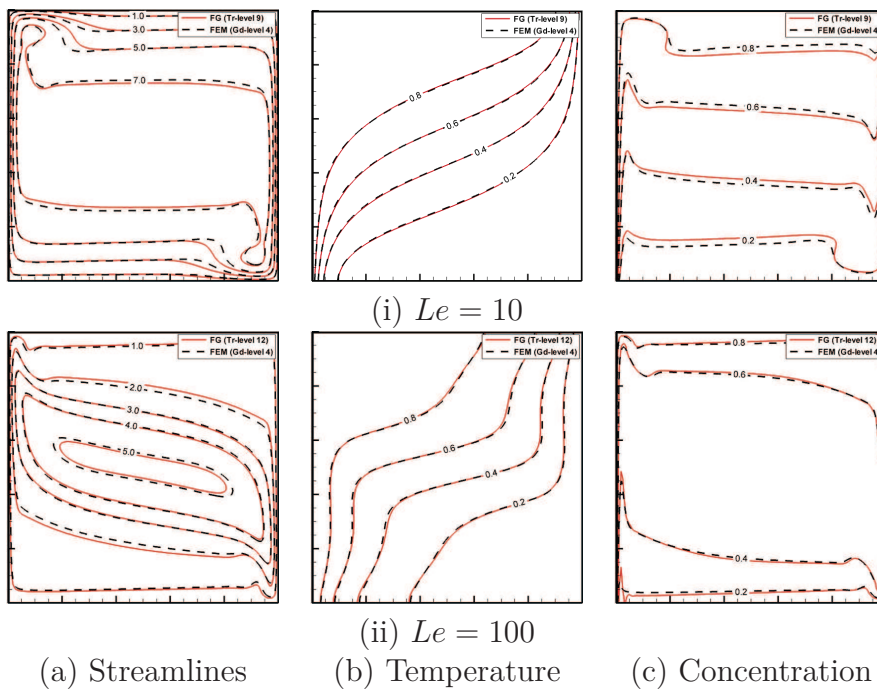 FG (Tr-level 9)
FEM (Gd-level 4)
1.0
3.0
5.0
7.0
FG (Tr-level 9)
FEM (Gd-level 4)
0.8
0.6
0.4
0.2
FG (Tr-level 9)
FEM (Gd-level 4)
0.8
0.6
0.4
0.2
(i) Le = 10
FG (Tr-level 12)
FEM (Gd-level 4)
1.0
2.0
3.0
4.0
5.0
FG (Tr-level 12)
FEM (Gd-level 4)
0.8
0.6
0.4
0.2
FG (Tr-level 12)
FEM (Gd-level 4)
0.8
0.6
0.4
0.2
(ii) Le = 100
(a) Streamlines
(b) Temperature
(c) Concentration